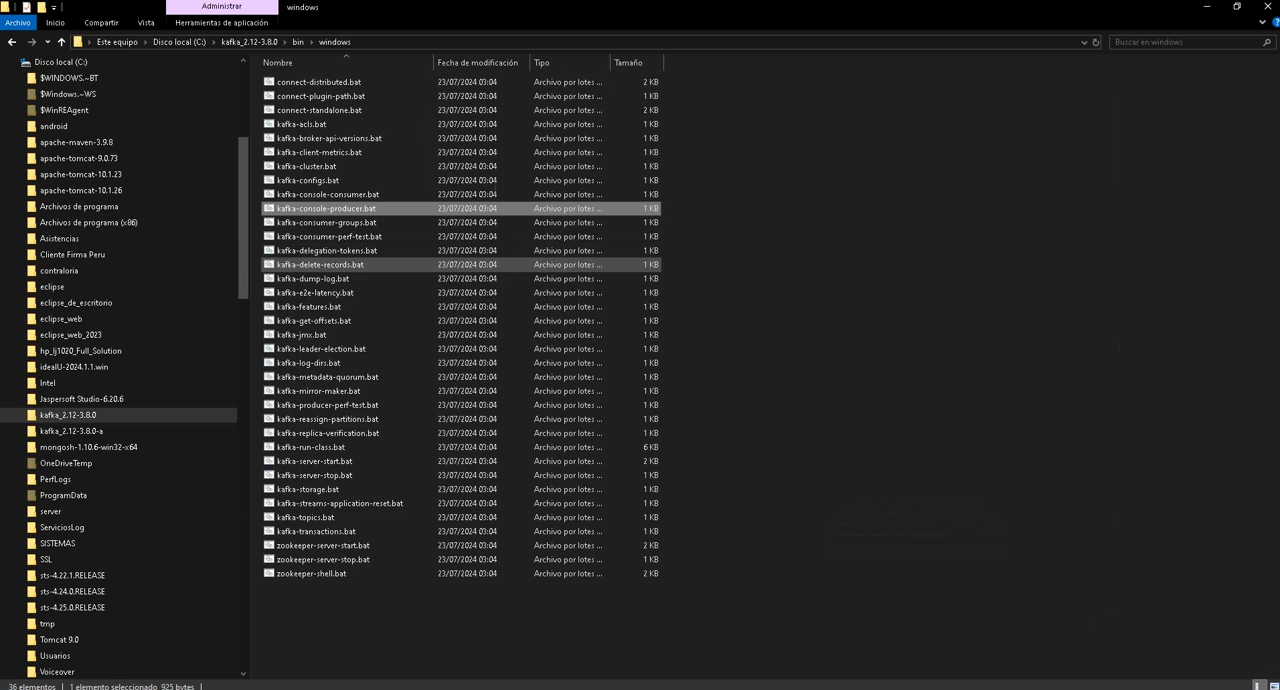 Administrar windows
Archivo Inicio Compartir Vista Herramientas de aplicación
Este equipo > Disco local (C:) > kafka_2.12-3.8.0 > bin > windows
Buscar en windows
Disco local (C:)
$WINDOWS.~BT
$Windows.~WS
$WinREAgent
android
apache-maven-3.9.8
apache-tomcat-9.0.73
apache-tomcat-10.1.23
apache-tomcat-10.1.26
Archivos de programa
Archivos de programa (x86)
Asistencias
Cliente Firma Peru
contraloria
eclipse
eclipse_de_escritorio
eclipse_web
eclipse_web_2023
hp_lj1020_Full_Solution
ideaIU-2024.1.1.win
Intel
Jaspersoft Studio-6.20.6
kafka_2.12-3.8.0
kafka_2.12-3.8.0-a
mongosh-1.10.6-win32-x64
OneDriveTemp
PerfLogs
ProgramData
server
ServiciosLog
SISTEMAS
SSL
sts-4.22.1.RELEASE
sts-4.24.0.RELEASE
sts-4.25.0.RELEASE
tmp
Tomcat 9.0
Usuarios
Voiceover
Nombre Fecha de modificación Tipo Tamaño
connect-distributed.bat 23/07/2024 03:04 Archivo por lotes ... 2 KB
connect-plugin-path.bat 23/07/2024 03:04 Archivo por lotes ... 1 KB
connect-standalone.bat 23/07/2024 03:04 Archivo por lotes ... 2 KB
kafka-acls.bat 23/07/2024 03:04 Archivo por lotes ... 1 KB
kafka-broker-api-versions.bat 23/07/2024 03:04 Archivo por lotes ... 1 KB
kafka-client-metrics.bat 23/07/2024 03:04 Archivo por lotes ... 1 KB
kafka-cluster.bat 23/07/2024 03:04 Archivo por lotes ... 1 KB
kafka-configs.bat 23/07/2024 03:04 Archivo por lotes ... 1 KB
kafka-console-consumer.bat 23/07/2024 03:04 Archivo por lotes ... 1 KB
kafka-console-producer.bat 23/07/2024 03:04 Archivo por lotes ... 1 KB
kafka-consumer-groups.bat 23/07/2024 03:04 Archivo por lotes ... 1 KB
kafka-consumer-perf-test.bat 23/07/2024 03:04 Archivo por lotes ... 1 KB
kafka-delegation-tokens.bat 23/07/2024 03:04 Archivo por lotes ... 1 KB
kafka-delete-records.bat 23/07/2024 03:04 Archivo por lotes ... 1 KB
kafka-dump-log.bat 23/07/2024 03:04 Archivo por lotes ... 1 KB
kafka-e2e-latency.bat 23/07/2024 03:04 Archivo por lotes ... 1 KB
kafka-features.bat 23/07/2024 03:04 Archivo por lotes ... 1 KB
kafka-get-offsets.bat 23/07/2024 03:04 Archivo por lotes ... 1 KB
kafka-jmx.bat 23/07/2024 03:04 Archivo por lotes ... 1 KB
kafka-leader-election.bat 23/07/2024 03:04 Archivo por lotes ... 1 KB
kafka-log-dirs.bat 23/07/2024 03:04 Archivo por lotes ... 1 KB
kafka-metadata-quorum.bat 23/07/2024 03:04 Archivo por lotes ... 1 KB
kafka-mirror-maker.bat 23/07/2024 03:04 Archivo por lotes ... 1 KB
kafka-producer-perf-test.bat 23/07/2024 03:04 Archivo por lotes ... 1 KB
kafka-reassign-partitions.bat 23/07/2024 03:04 Archivo por lotes ... 1 KB
kafka-replica-verification.bat 23/07/2024 03:04 Archivo por lotes ... 1 KB
kafka-run-class.bat 23/07/2024 03:04 Archivo por lotes ... 6 KB
kafka-server-start.bat 23/07/2024 03:04 Archivo por lotes ... 2 KB
kafka-server-stop.bat 23/07/2024 03:04 Archivo por lotes ... 1 KB
kafka-storage.bat 23/07/2024 03:04 Archivo por lotes ... 1 KB
kafka-streams-application-reset.bat 23/07/2024 03:04 Archivo por lotes ... 1 KB
kafka-topics.bat 23/07/2024 03:04 Archivo por lotes ... 1 KB
kafka-transactions.bat 23/07/2024 03:04 Archivo por lotes ... 1 KB
zookeeper-server-start.bat 23/07/2024 03:04 Archivo por lotes ... 2 KB
zookeeper-server-stop.bat 23/07/2024 03:04 Archivo por lotes ... 1 KB
zookeeper-shell.bat 23/07/2024 03:04 Archivo por lotes ... 2 KB
36 elementos | 1 elemento seleccionado 925 bytes |